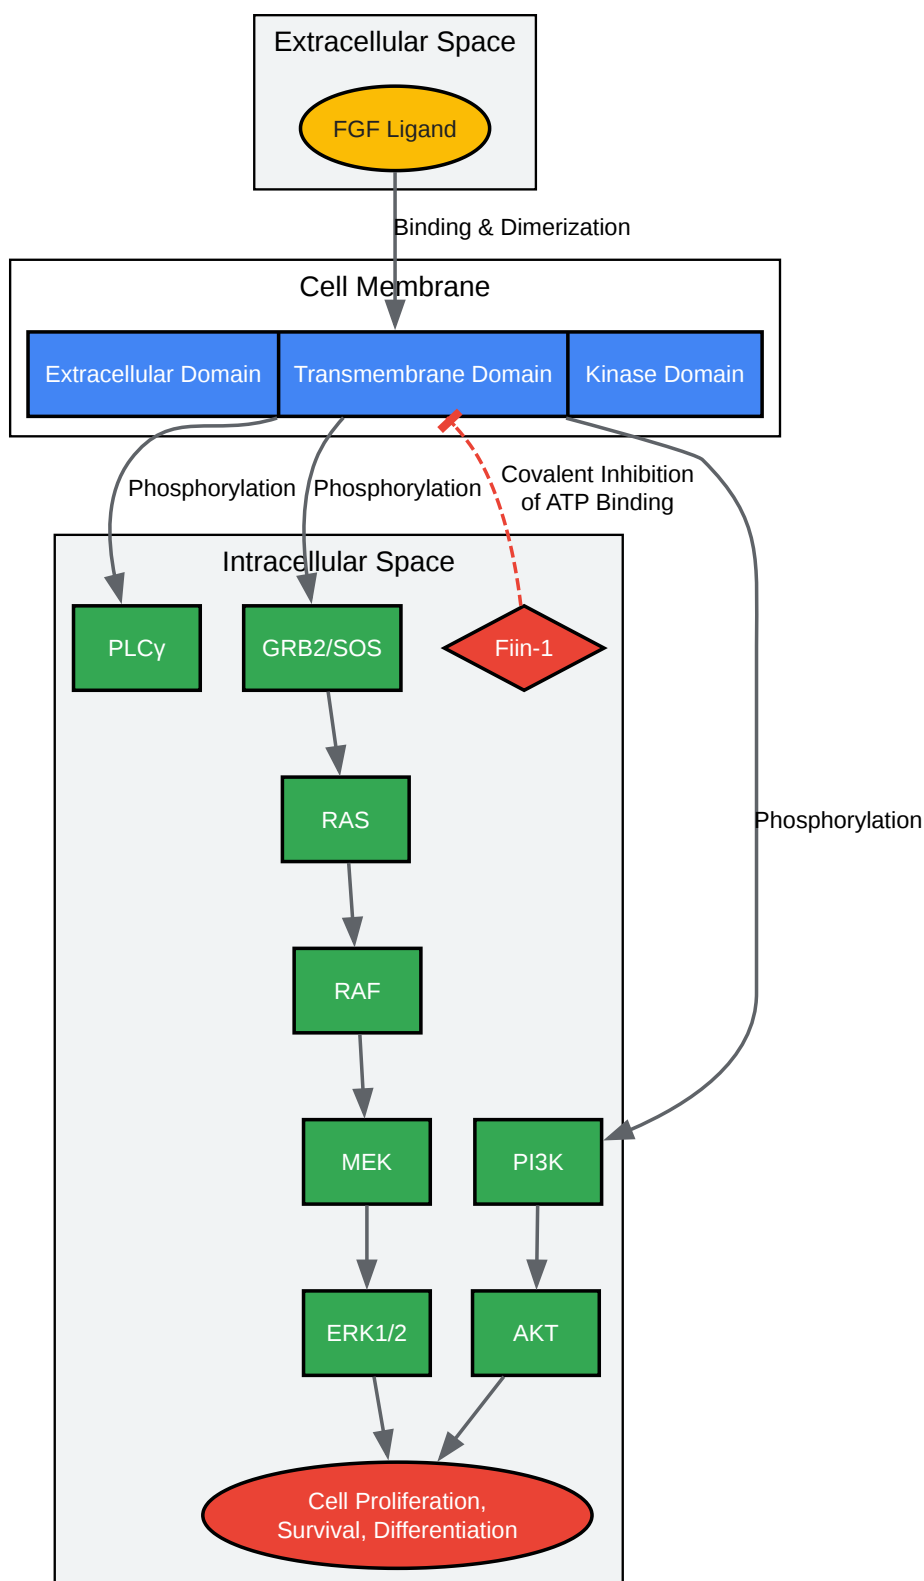 Extracellular Space
FGF Ligand
Binding & Dimerization
Cell Membrane
Extracellular Domain
Transmembrane Domain
Kinase Domain
Phosphorylation
Phosphorylation
Covalent Inhibition
of ATP Binding
Intracellular Space
PLCγ
GRB2/SOS
Fiin-1
RAS
Phosphorylation
RAF
MEK
PI3K
ERK1/2
AKT
Cell Proliferation,
Survival, Differentiation